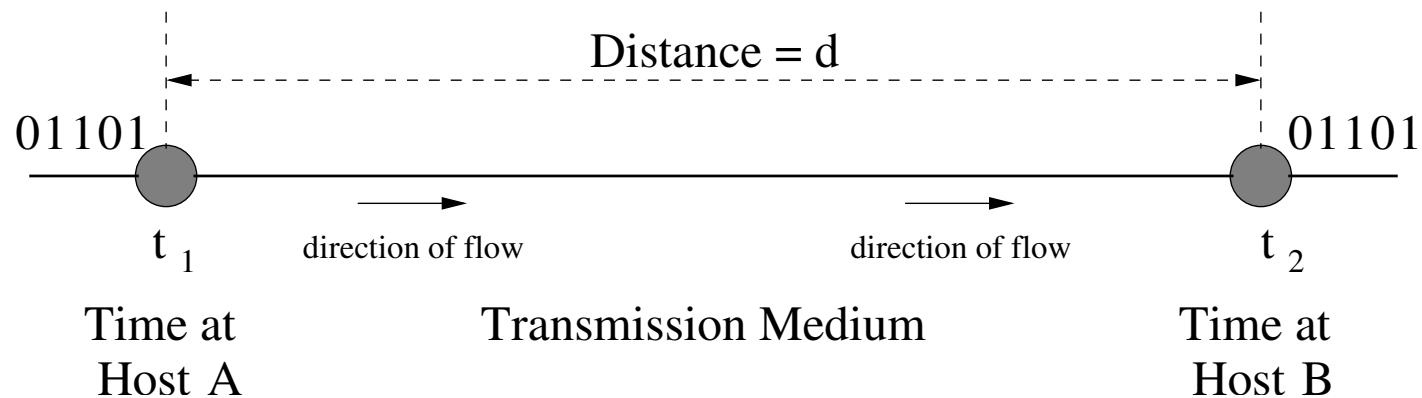 Distance = d
01101
01101
t 1
direction of flow
direction of flow
t 2
Time at
Host A
Transmission Medium
Time at
Host B